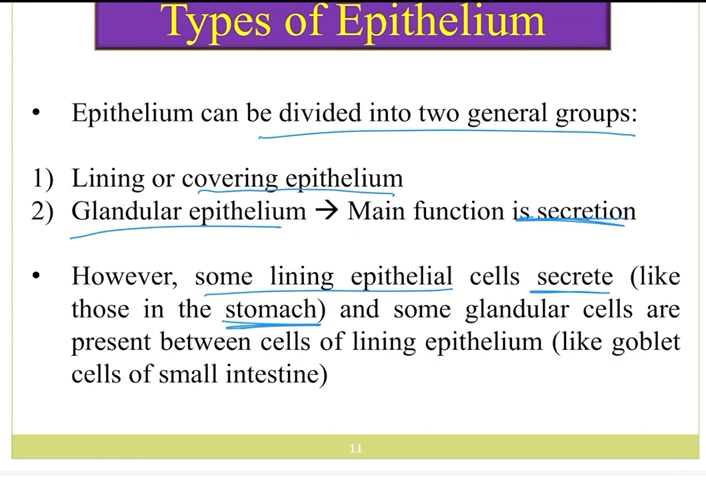 Types of Epithelium
• Epithelium can be divided into two general groups:
1) Lining or covering epithelium
2) Glandular epithelium → Main function is secretion
• However, some lining epithelial cells secrete (like
those in the stomach) and some glandular cells are
present between cells of lining epithelium (like goblet
cells of small intestine)
11